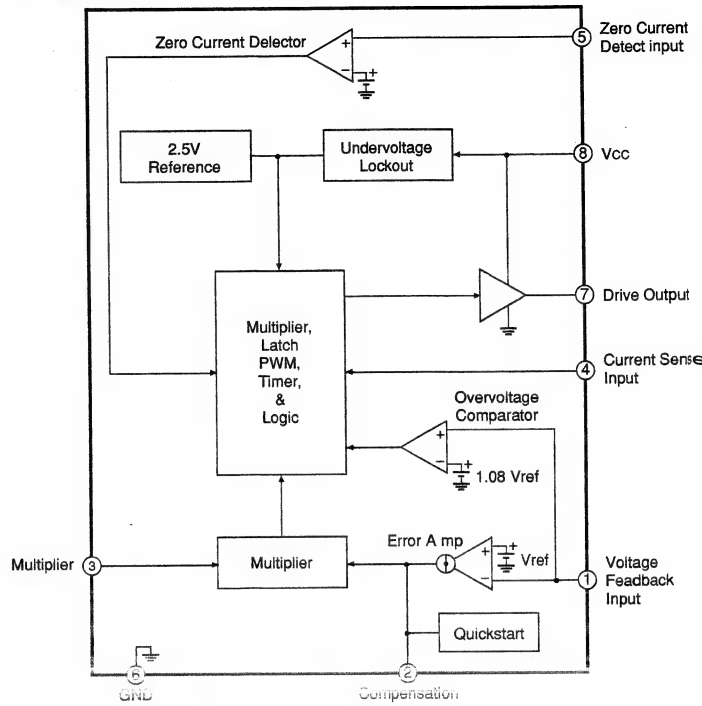 Zero Current Delector
+
−
+
5
Zero Current
Detect input
2.5V
Reference
Undervoltage
Lockout
8
Vcc
Multiplier,
Latch
PWM,
Timer,
&
Logic
7
Drive Output
4
Current Sense
Input
Overvoltage
Comparator
+
−
+
1.08 Vref
Multiplier
3
Multiplier
Error A mp
+
−
+
Vref
1
Voltage
Feadback
Input
Quickstart
6
GND
2
Compensation